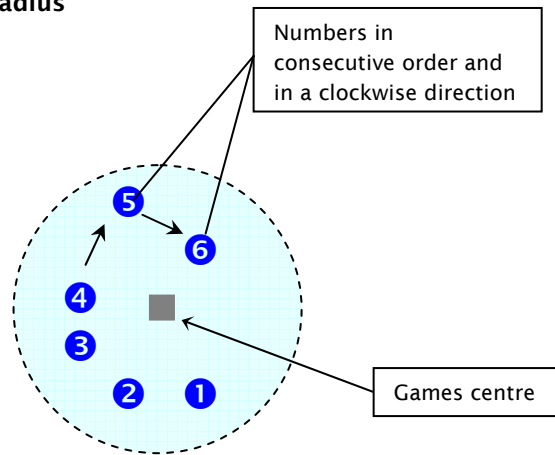 adius
Numbers in
consecutive order and
in a clockwise direction
5
6
4
3
2
1
Games centre